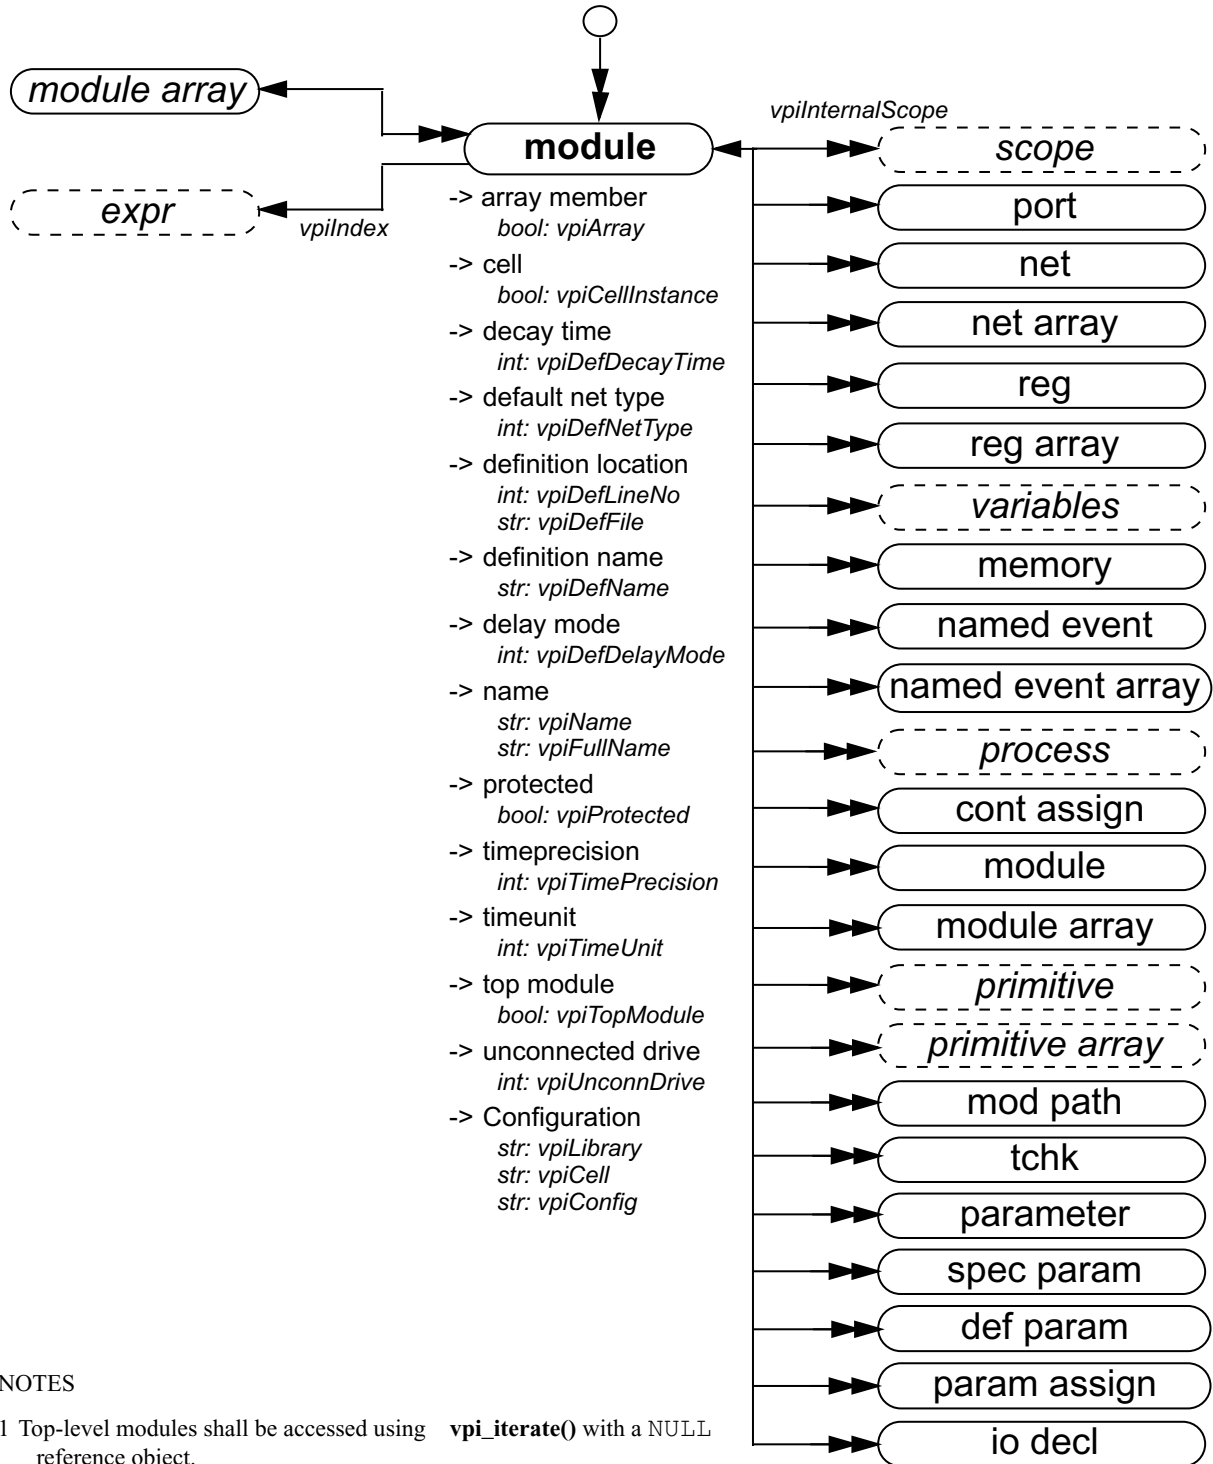 module array
expr
vpiIndex
module
-> array member
bool: vpiArray
-> cell
bool: vpiCellInstance
-> decay time
int: vpiDefDecayTime
-> default net type
int: vpiDefNetType
-> definition location
int: vpiDefLineNo
str: vpiDefFile
-> definition name
str: vpiDefName
-> delay mode
int: vpiDefDelayMode
-> name
str: vpiName
str: vpiFullName
-> protected
bool: vpiProtected
-> timeprecision
int: vpiTimePrecision
-> timeunit
int: vpiTimeUnit
-> top module
bool: vpiTopModule
-> unconnected drive
int: vpiUnconnDrive
-> Configuration
str: vpiLibrary
str: vpiCell
str: vpiConfig
vpiInternalScope
scope
port
net
net array
reg
reg array
variables
memory
named event
named event array
process
cont assign
module
module array
primitive
primitive array
mod path
tchk
parameter
spec param
def param
param assign
io decl
NOTES
1 Top-level modules shall be accessed using vpi_iterate() with a NULL
reference object.